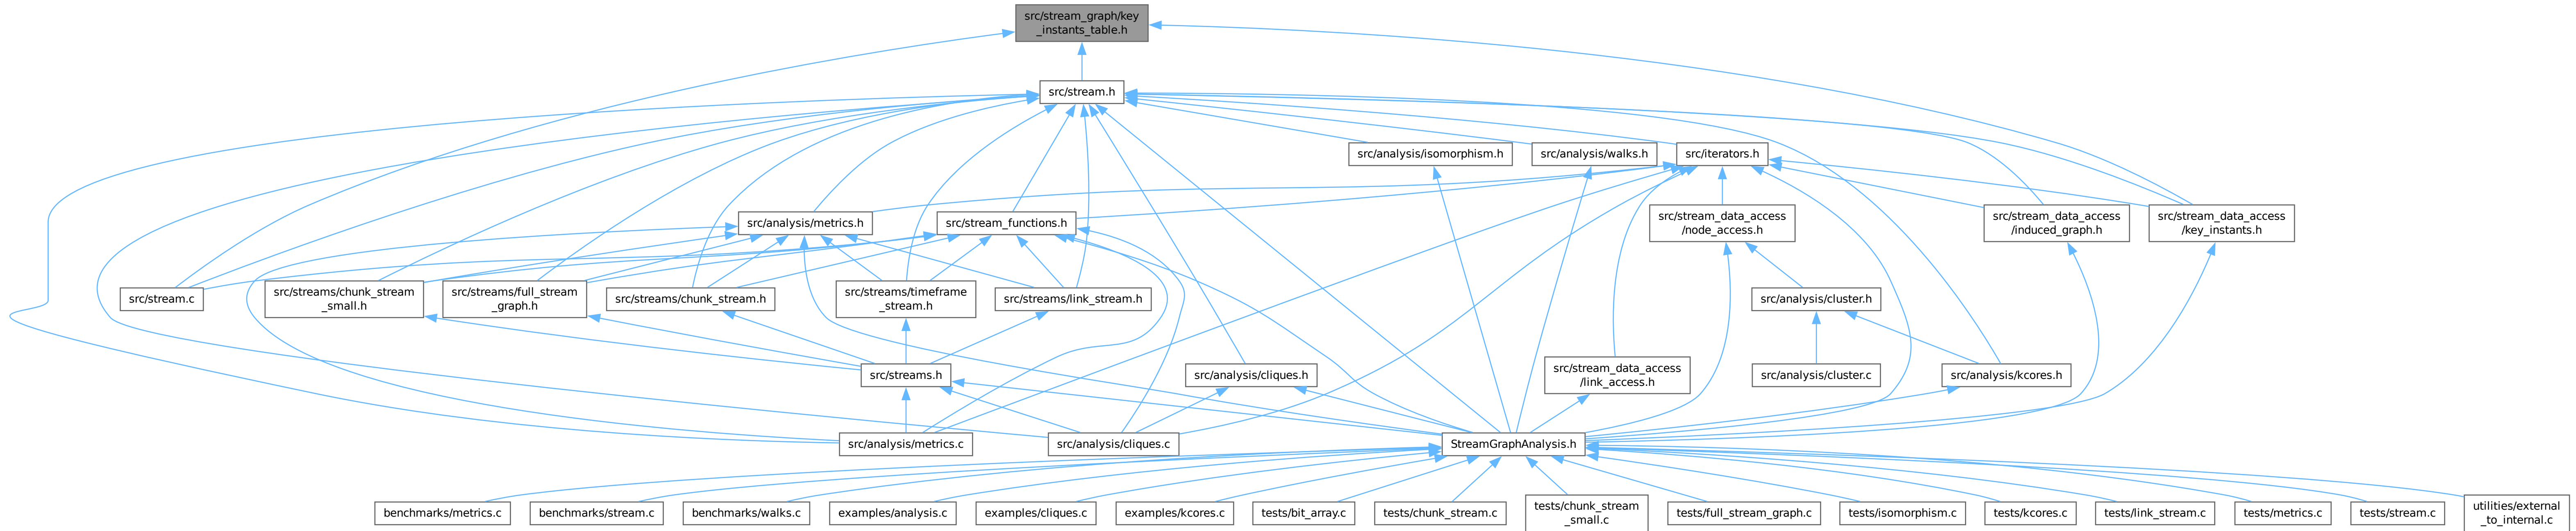 src/stream_graph/key
_instants_table.h
src/stream.h
src/analysis/isomorphism.h
src/analysis/walks.h
src/iterators.h
src/analysis/metrics.h
src/stream_functions.h
src/stream_data_access
/node_access.h
src/stream_data_access
/induced_graph.h
src/stream_data_access
/key_instants.h
src/stream.c
src/streams/chunk_stream
_small.h
src/streams/full_stream
_graph.h
src/streams/chunk_stream.h
src/streams/timeframe
_stream.h
src/streams/link_stream.h
src/analysis/cluster.h
src/streams.h
src/analysis/cliques.h
src/stream_data_access
/link_access.h
src/analysis/cluster.c
src/analysis/kcores.h
src/analysis/metrics.c
src/analysis/cliques.c
StreamGraphAnalysis.h
benchmarks/metrics.c
benchmarks/stream.c
benchmarks/walks.c
examples/analysis.c
examples/cliques.c
examples/kcores.c
tests/bit_array.c
tests/chunk_stream.c
tests/chunk_stream
_small.c
tests/full_stream_graph.c
tests/isomorphism.c
tests/kcores.c
tests/link_stream.c
tests/metrics.c
tests/stream.c
utilities/external
_to_internal.c